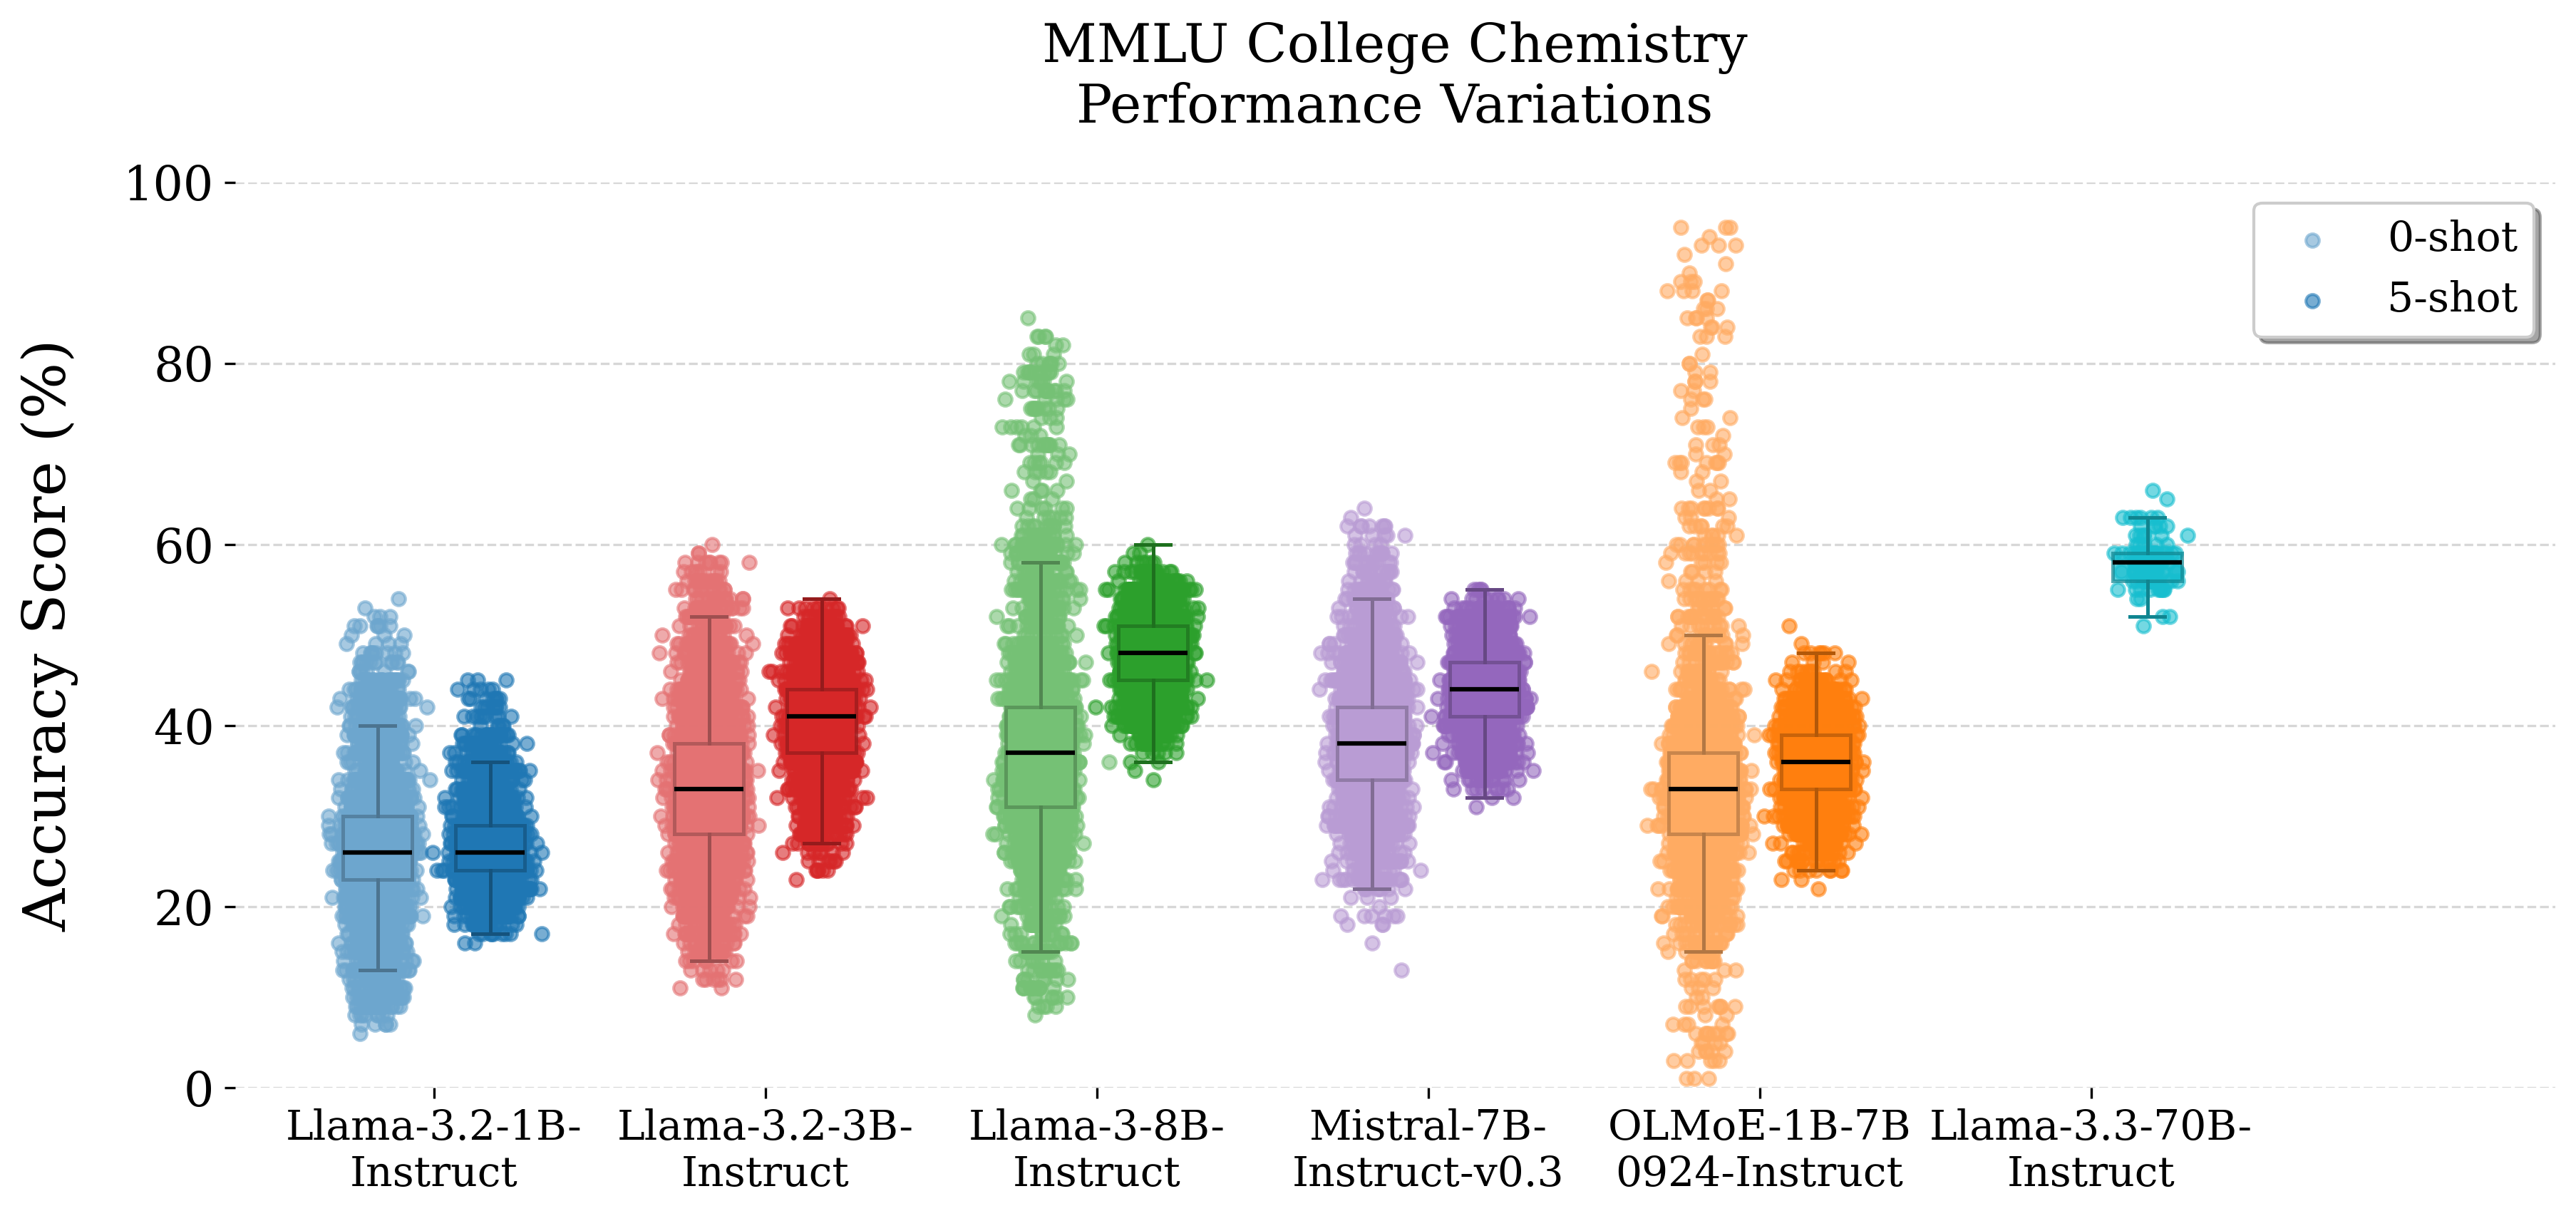 MMLU College Chemistry
Performance Variations
Accuracy Score (%)
100
80
60
40
20
0
0-shot
5-shot
Llama-3.2-1B-
Instruct
Llama-3.2-3B-
Instruct
Llama-3-8B-
Instruct
Mistral-7B-
Instruct-v0.3
OLMoE-1B-7B
0924-Instruct
Llama-3.3-70B-
Instruct